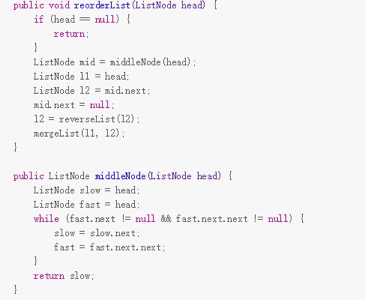 public void reorderList(ListNode head) {
    if (head == null) {
        return;
    }
    ListNode mid = middleNode(head);
    ListNode l1 = head;
    ListNode l2 = mid.next;
    mid.next = null;
    l2 = reverseList(l2);
    mergeList(l1, l2);
}

public ListNode middleNode(ListNode head) {
    ListNode slow = head;
    ListNode fast = head;
    while (fast.next != null && fast.next.next != null) {
        slow = slow.next;
        fast = fast.next.next;
    }
    return slow;
}